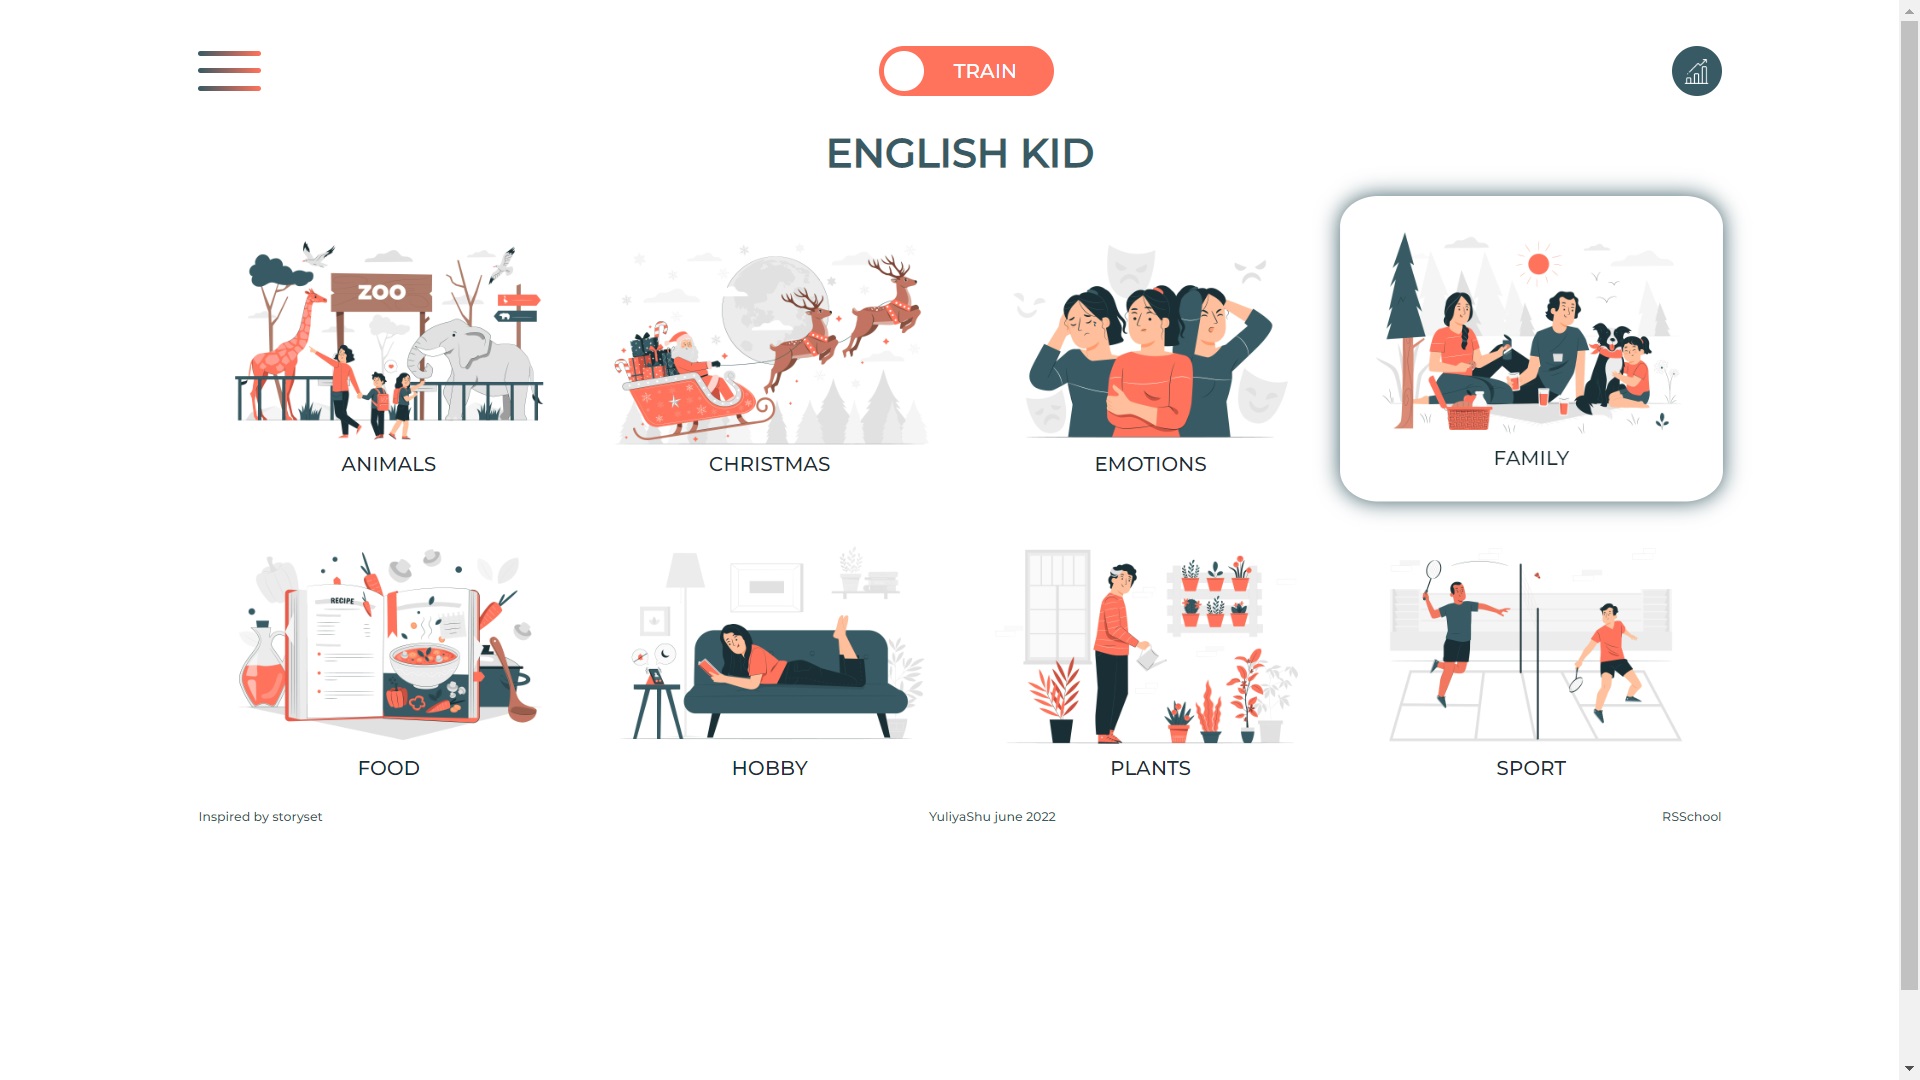 TRAIN
ENGLISH KID
ZOO
ANIMALS
CHRISTMAS
EMOTIONS
FAMILY
RECIPE
FOOD
HOBBY
PLANTS
SPORT
Inspired by storyset
YuliyaShu june 2022
RSSchool